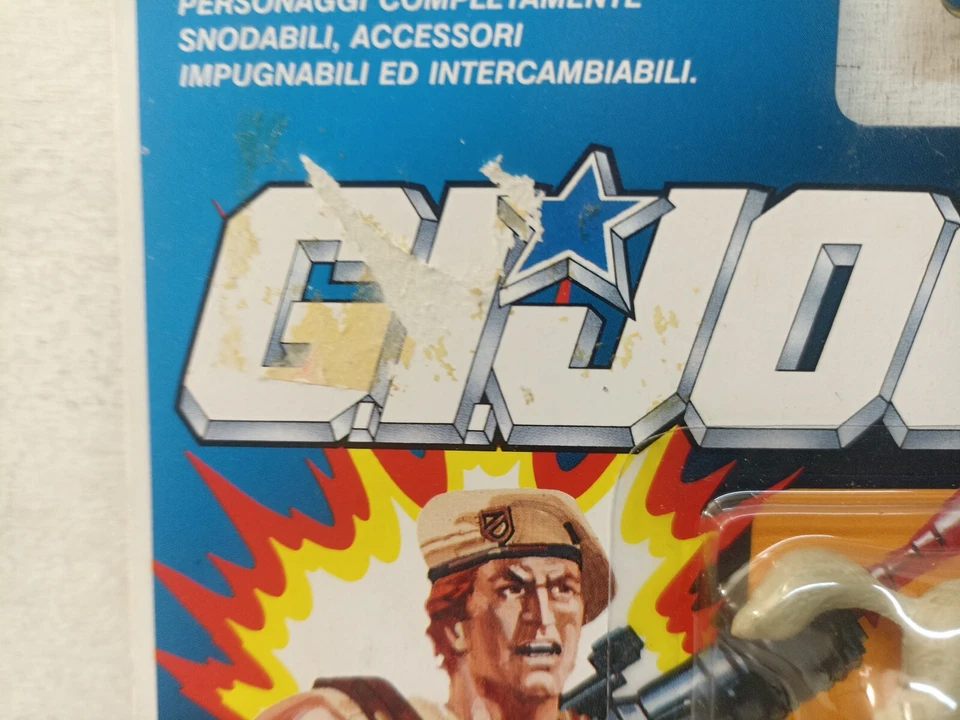 PERSONAGGI COMPLETAMENTE
SNODABILI, ACCESSORI
IMPUGNABILI ED INTERCAMBIABILI.
G.I. JO